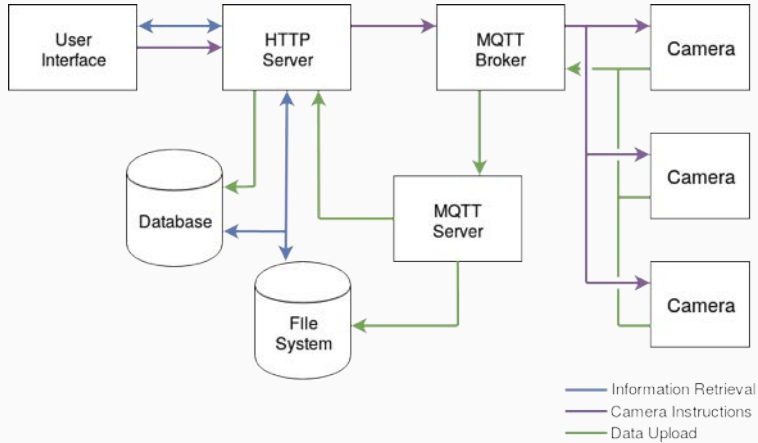 User
Interface
HTTP
Server
MQTT
Broker
Camera
Camera
Camera
Database
MQTT
Server
File
System
Information Retrieval
Camera Instructions
Data Upload